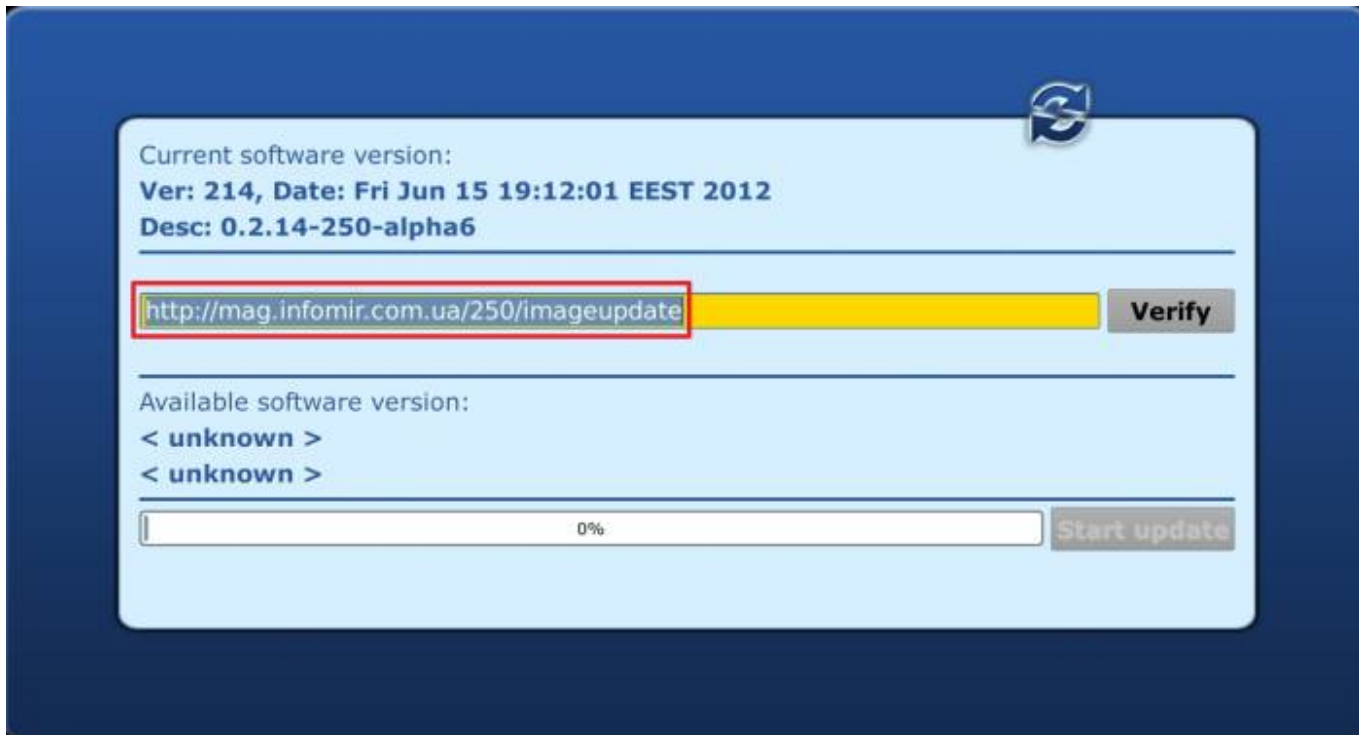 Current software version:
Ver: 214, Date: Fri Jun 15 19:12:01 EEST 2012
Desc: 0.2.14-250-alpha6
http://mag.infomir.com.ua/250/imageupdate Verify
Available software version:
< unknown >
< unknown >
0% Start update